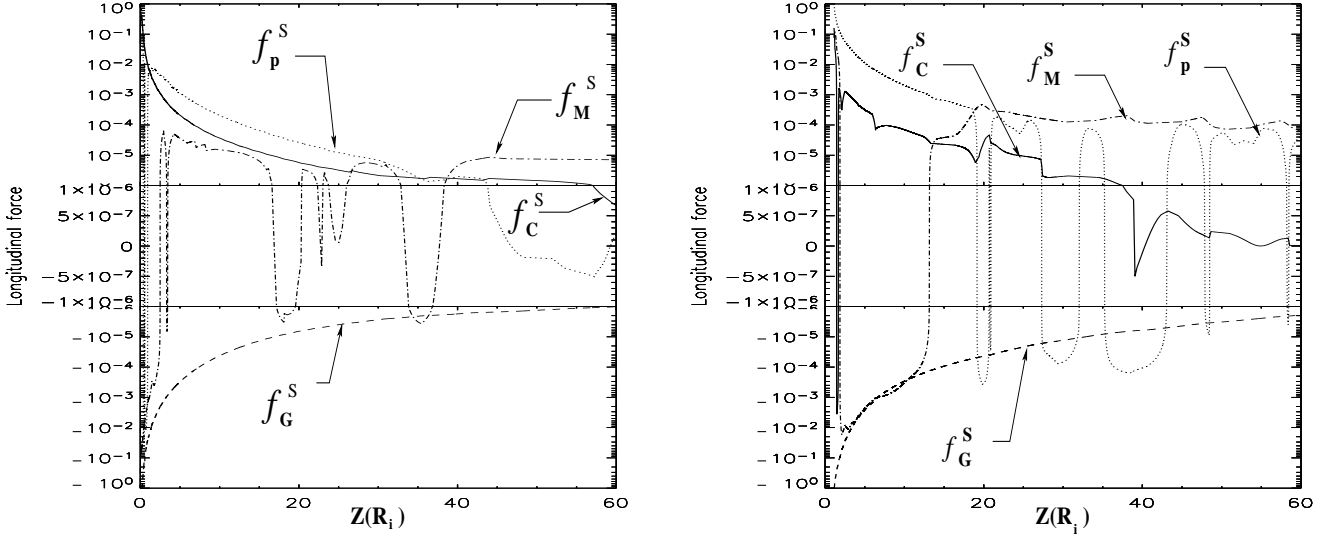 10⁰
10⁻¹
10⁻²
10⁻³
10⁻⁴
10⁻⁵
1×10⁻⁶
5×10⁻⁷
0
−5×10⁻⁷
−1×10⁻⁶
− 10⁻⁵
− 10⁻⁴
− 10⁻³
− 10⁻²
− 10⁻¹
− 10⁰
Longitudinal force
f_p^S
f_M^S
f_C^S
f_G^S
0 20 40 60
Z(R_i)
10⁰
10⁻¹
10⁻²
10⁻³
10⁻⁴
10⁻⁵
1×10⁻⁶
5×10⁻⁷
0
−5×10⁻⁷
−1×10⁻⁶
− 10⁻⁵
− 10⁻⁴
− 10⁻³
− 10⁻²
− 10⁻¹
− 10⁰
Longitudinal force
f_C^S
f_M^S
f_p^S
f_G^S
0 20 40 60
Z(R_i)